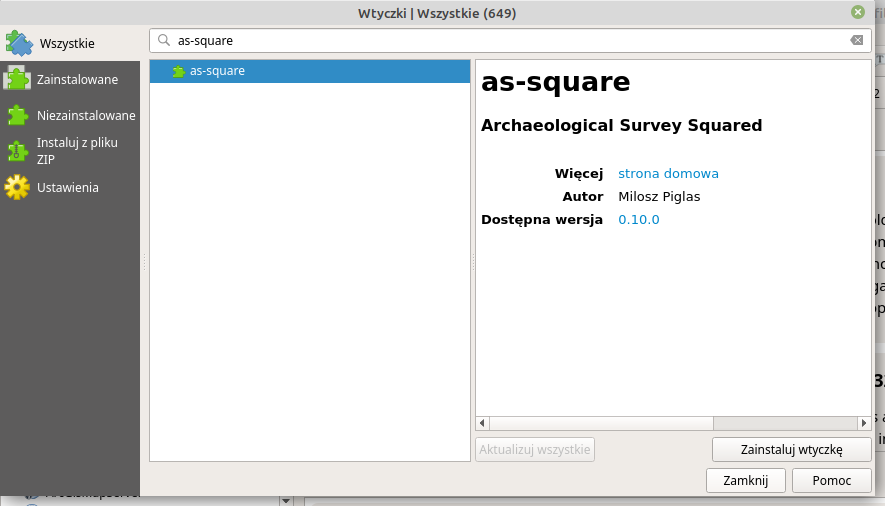 Wtyczki | Wszystkie (649)
Wszystkie
as-square
Zainstalowane
Niezainstalowane
Instaluj z pliku
ZIP
Ustawienia
as-square
as-square
Archaeological Survey Squared
Więcej strona domowa
Autor Milosz Piglas
Dostępna wersja 0.10.0
Aktualizuj wszystkie
Zainstaluj wtyczkę
Zamknij
Pomoc